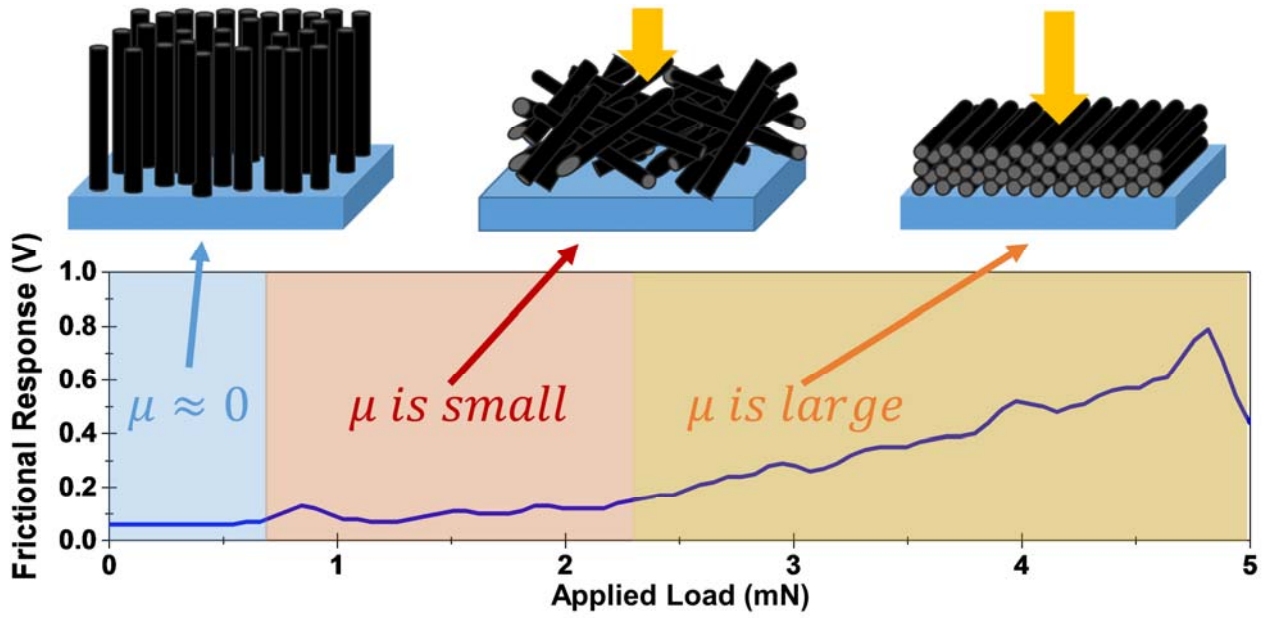 Frictional Response (V)
1.0
0.8
0.6
0.4
0.2
0.0
μ ≈ 0
μ is small
μ is large
0 1 2 3 4 5
Applied Load (mN)